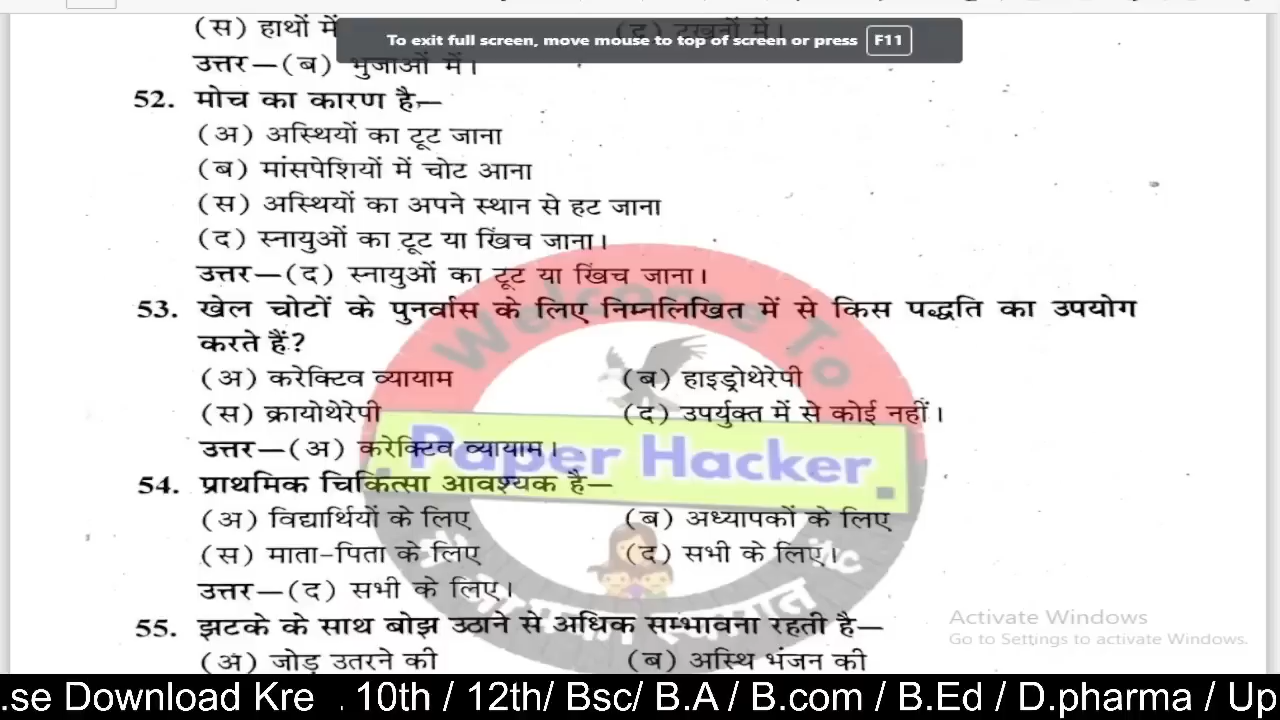 (स) हाथों में
To exit full screen, move mouse to top of screen or press F11
उत्तर—(ब) भुजाओं में।
52. मोच का कारण है—
(अ) अस्थियों का टूट जाना
(ब) मांसपेशियों में चोट आना
(स) अस्थियों का अपने स्थान से हट जाना
(द) स्नायुओं का टूट या खिंच जाना।
उत्तर—(द) स्नायुओं का टूट या खिंच जाना।
53. खेल चोटों के पुनर्वास के लिए निम्नलिखित में से किस पद्धति का उपयोग
करते हैं?
(अ) करेक्टिव व्यायाम (ब) हाइड्रोथेरेपी
(स) क्रायोथेरेपी (द) उपर्युक्त में से कोई नहीं।
उत्तर—(अ) करेक्टिव व्यायाम।
54. प्राथमिक चिकित्सा आवश्यक है—
(अ) विद्यार्थियों के लिए (ब) अध्यापकों के लिए
(स) माता-पिता के लिए (द) सभी के लिए।
उत्तर—(द) सभी के लिए।
55. झटके के साथ बोझ उठाने से अधिक सम्भावना रहती है—
(अ) जोड़ उतरने की (ब) अस्थि भंजन की
Welcome To
Paper Hacker
Activate Windows
Go to Settings to activate Windows.
.se Download Kre . 10th / 12th/ Bsc/ B.A / B.com / B.Ed / D.pharma / Up